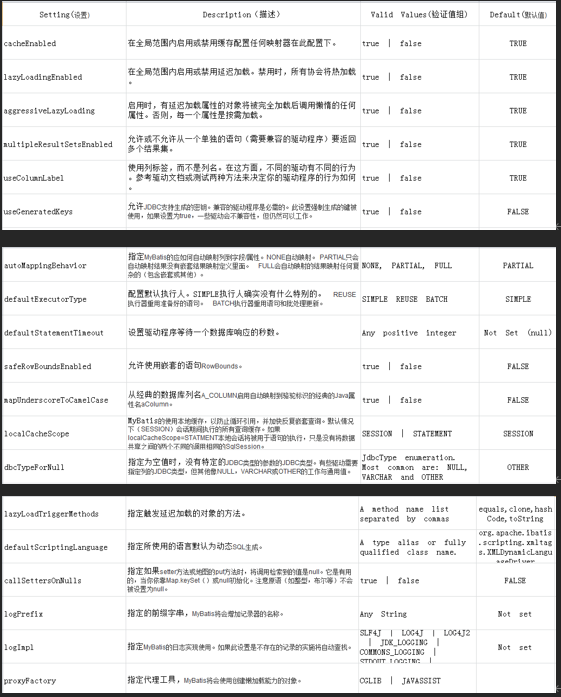 Setting(设置) Description(描述) Valid Values(验证值组) Default(默认值)
cacheEnabled 在全局范围内启用或禁用缓存配置任何映射器在此配置下。 true | false TRUE
lazyLoadingEnabled 在全局范围内启用或禁用延迟加载。禁用时，所有协会将热加载 true | false TRUE
。
aggressiveLazyLoading 启用时，有延迟加载属性的对象将被完全加载后调用懒惰的任何 true | false TRUE
属性。否则，每一个属性是按需加载。
multipleResultSetsEnabled 允许或不允许从一个单独的语句（需要兼容的驱动程序）要返回 true | false TRUE
多个结果集。
useColumnLabel 使用列标签，而不是列名。在这方面，不同的驱动有不同的行为 true | false TRUE
。参考驱动文档或测试两种方法来决定你的驱动程序的行为如何
。
useGeneratedKeys 允许JDBC支持生成的密钥。兼容的驱动程序是必需的。此设置强制生成的键被 true | false FALSE
使用，如果设置为true，一些驱动会不兼容性，但仍然可以工作。
autoMappingBehavior 指定MyBatis的应如何自动映射列到字段/属性。NONE自动映射。 PARTIAL只会 NONE, PARTIAL, FULL PARTIAL
自动映射结果没有嵌套结果映射定义里面。 FULL会自动映射的结果映射任何复
杂的（包含嵌套或其他）。
defaultExecutorType 配置默认执行人。SIMPLE执行人确实没有什么特别的。 REUSE SIMPLE REUSE BATCH SIMPLE
执行器重用准备好的语句。 BATCH执行器重用语句和批处理更新。
defaultStatementTimeout 设置驱动程序等待一个数据库响应的秒数。 Any positive integer Not Set (null)
safeRowBoundsEnabled 允许使用嵌套的语句RowBounds。 true | false FALSE
mapUnderscoreToCamelCase 从经典的数据库列名A_COLUMN启用自动映射到骆驼标识的经典的Java属 true | false FALSE
性名aColumn。
localCacheScope MyBatis的使用本地缓存，以防止循环引用，并加快反复嵌套查询。默认情况 SESSION | STATEMENT SESSION
下（SESSION）会话期间执行的所有查询缓存。如果
localCacheScope=STATMENT本地会话将被用于语句的执行，只是没有将数据
共享之间的两个不同的调用相同的SqlSession。
dbcTypeForNull 指定为空值时，没有特定的JDBC类型的参数的JDBC类型。有些驱动需要 JdbcType enumeration. OTHER
指定列的JDBC类型，但其他像NULL，VARCHAR或OTHER的工作与通用值。 Most common are: NULL,
VARCHAR and OTHER
lazyLoadTriggerMethods 指定触发延迟加载的对象的方法。 A method name list equals,clone,hash
separated by commas Code,toString
defaultScriptingLanguage 指定所使用的语言默认为动态SQL生成。 A type alias or fully org.apache.ibatis
qualified class name. .scripting.xmltag
s.XMLDynamicLangu
ageDriver
callSettersOnNulls 指定如果setter方法或地图的put方法时，将调用检索到的值是null。它是有用 true | false FALSE
的，当你依靠Map.keySet（）或null初始化。注意原语（如整型，布尔等）不会
被设置为null。
logPrefix 指定的前缀字串，MyBatis将会增加记录器的名称。 Any String Not set
logImpl 指定MyBatis的日志实现使用。如果此设置是不存在的记录的实施将自动查找。 SLF4J | LOG4J | LOG4J2 Not set
| JDK_LOGGING |
COMMONS_LOGGING |
STDOUT_LOGGING |
proxyFactory 指定代理工具，MyBatis将会使用创建懒加载能力的对象。 CGLIB | JAVASSIST